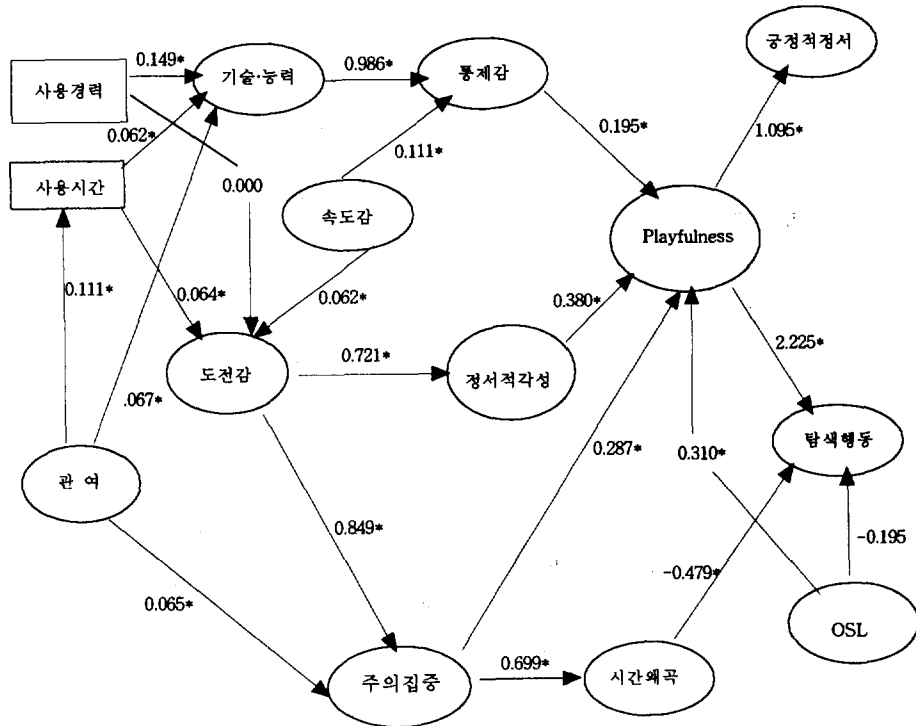 긍정적정서
0.149*
기술·능력
0.986*
통제감
사용경력
0.195*
1.095*
0.062*
0.111*
사용시간
0.000
속도감
Playfulness
0.111*
0.064*
0.062*
0.380*
2.225*
도전감
0.721*
정서적각성
.067*
탐색행동
0.287*
0.310*
관 여
0.849*
-0.195
-0.479*
0.065*
OSL
0.699*
주의집중
시간왜곡